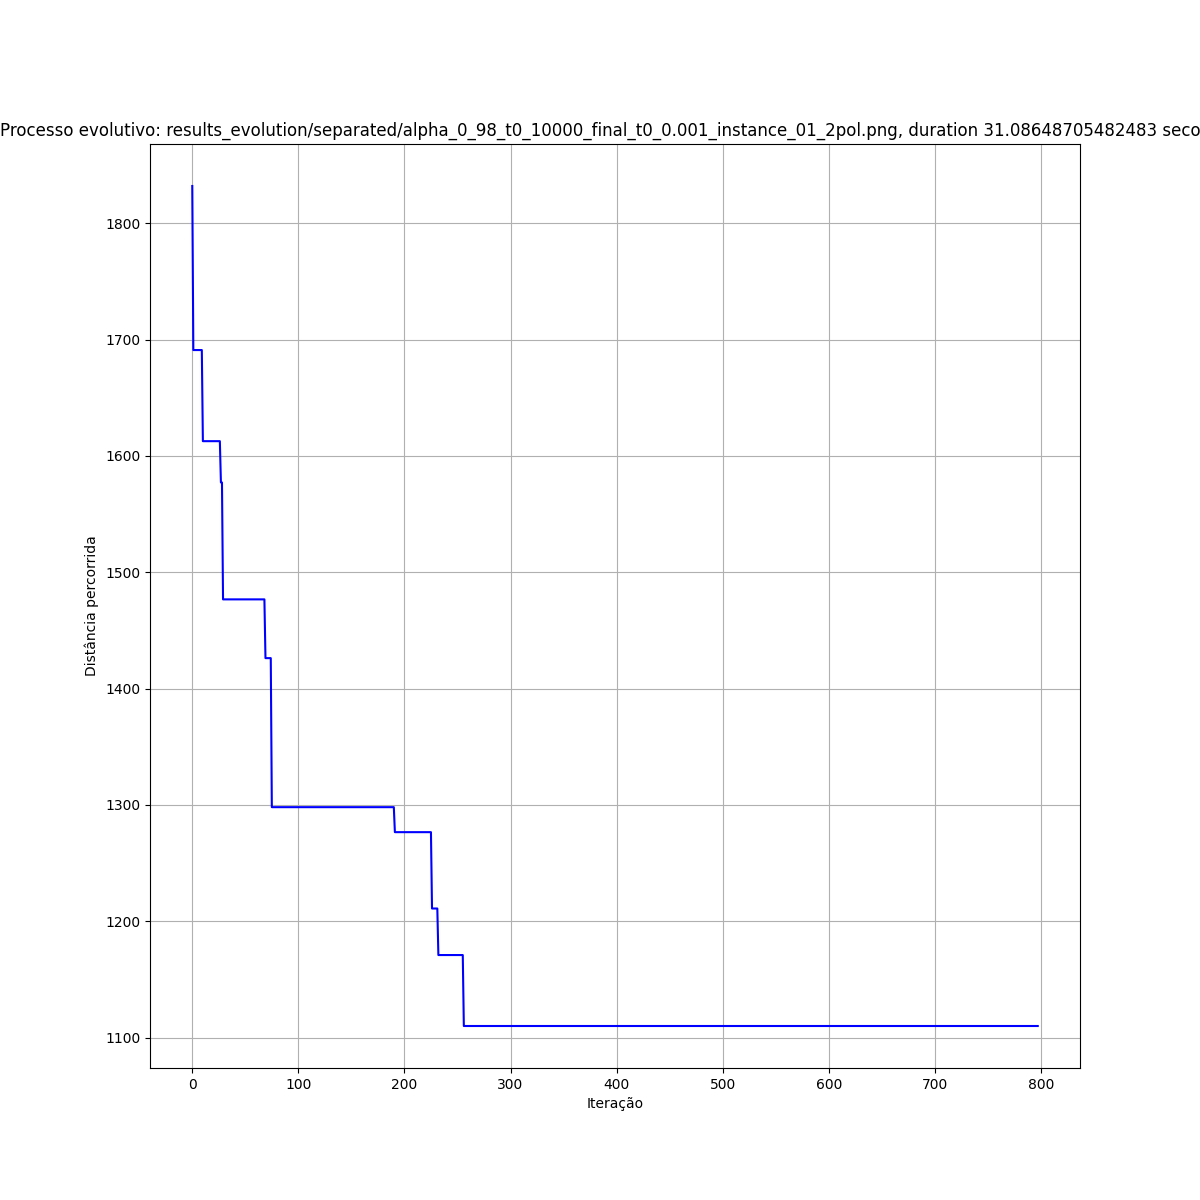 Processo evolutivo: results_evolution/separated/alpha_0_98_t0_10000_final_t0_0.001_instance_01_2pol.png, duration 31.08648705482483 seco
1800
1700
1600
1500
1400
1300
1200
1100
Distância percorrida
0 100 200 300 400 500 600 700 800
Iteração